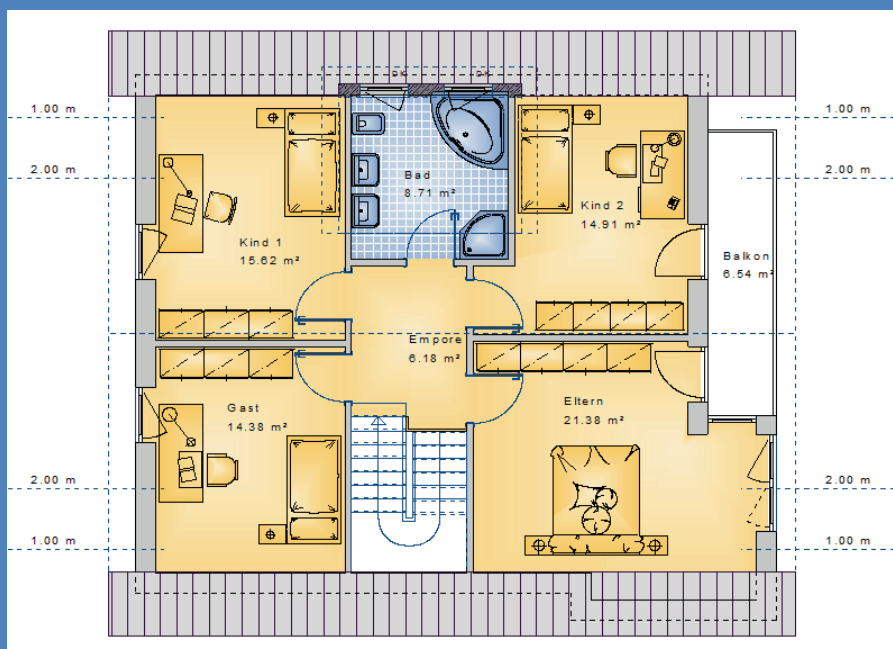 DK
DK
1.00 m
1.00 m
2.00 m
2.00 m
Bad
8.71 m²
Kind 2
14.91 m²
Kind 1
15.62 m²
Balkon
6.54 m²
Empore
6.18 m²
Gast
14.38 m²
Eltern
21.38 m²
2.00 m
2.00 m
1.00 m
1.00 m